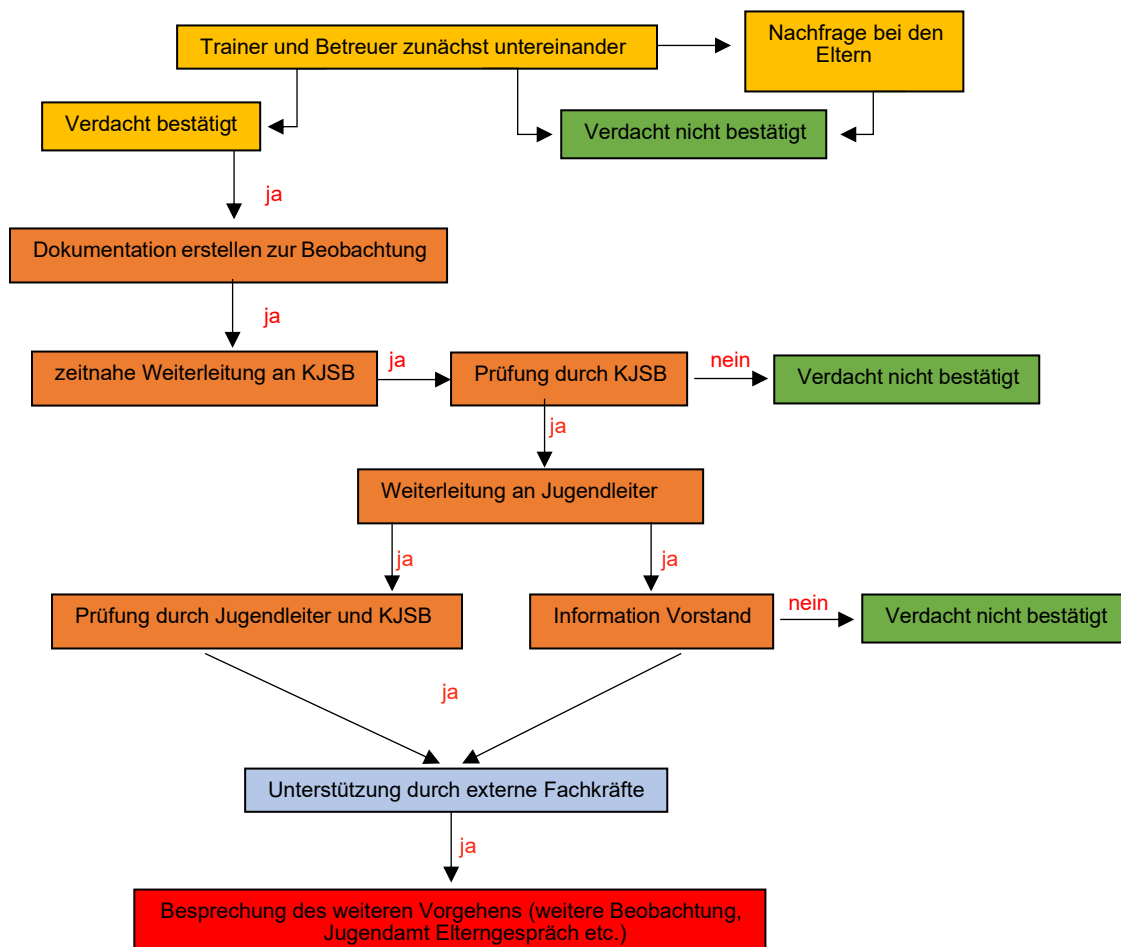 Trainer und Betreuer zunächst untereinander
Nachfrage bei den
Eltern
Verdacht bestätigt
Verdacht nicht bestätigt
ja
Dokumentation erstellen zur Beobachtung
ja
zeitnahe Weiterleitung an KJSB
ja
Prüfung durch KJSB
nein
Verdacht nicht bestätigt
ja
Weiterleitung an Jugendleiter
ja
ja
Prüfung durch Jugendleiter und KJSB
Information Vorstand
nein
Verdacht nicht bestätigt
ja
Unterstützung durch externe Fachkräfte
ja
Besprechung des weiteren Vorgehens (weitere Beobachtung,
Jugendamt Elterngespräch etc.)